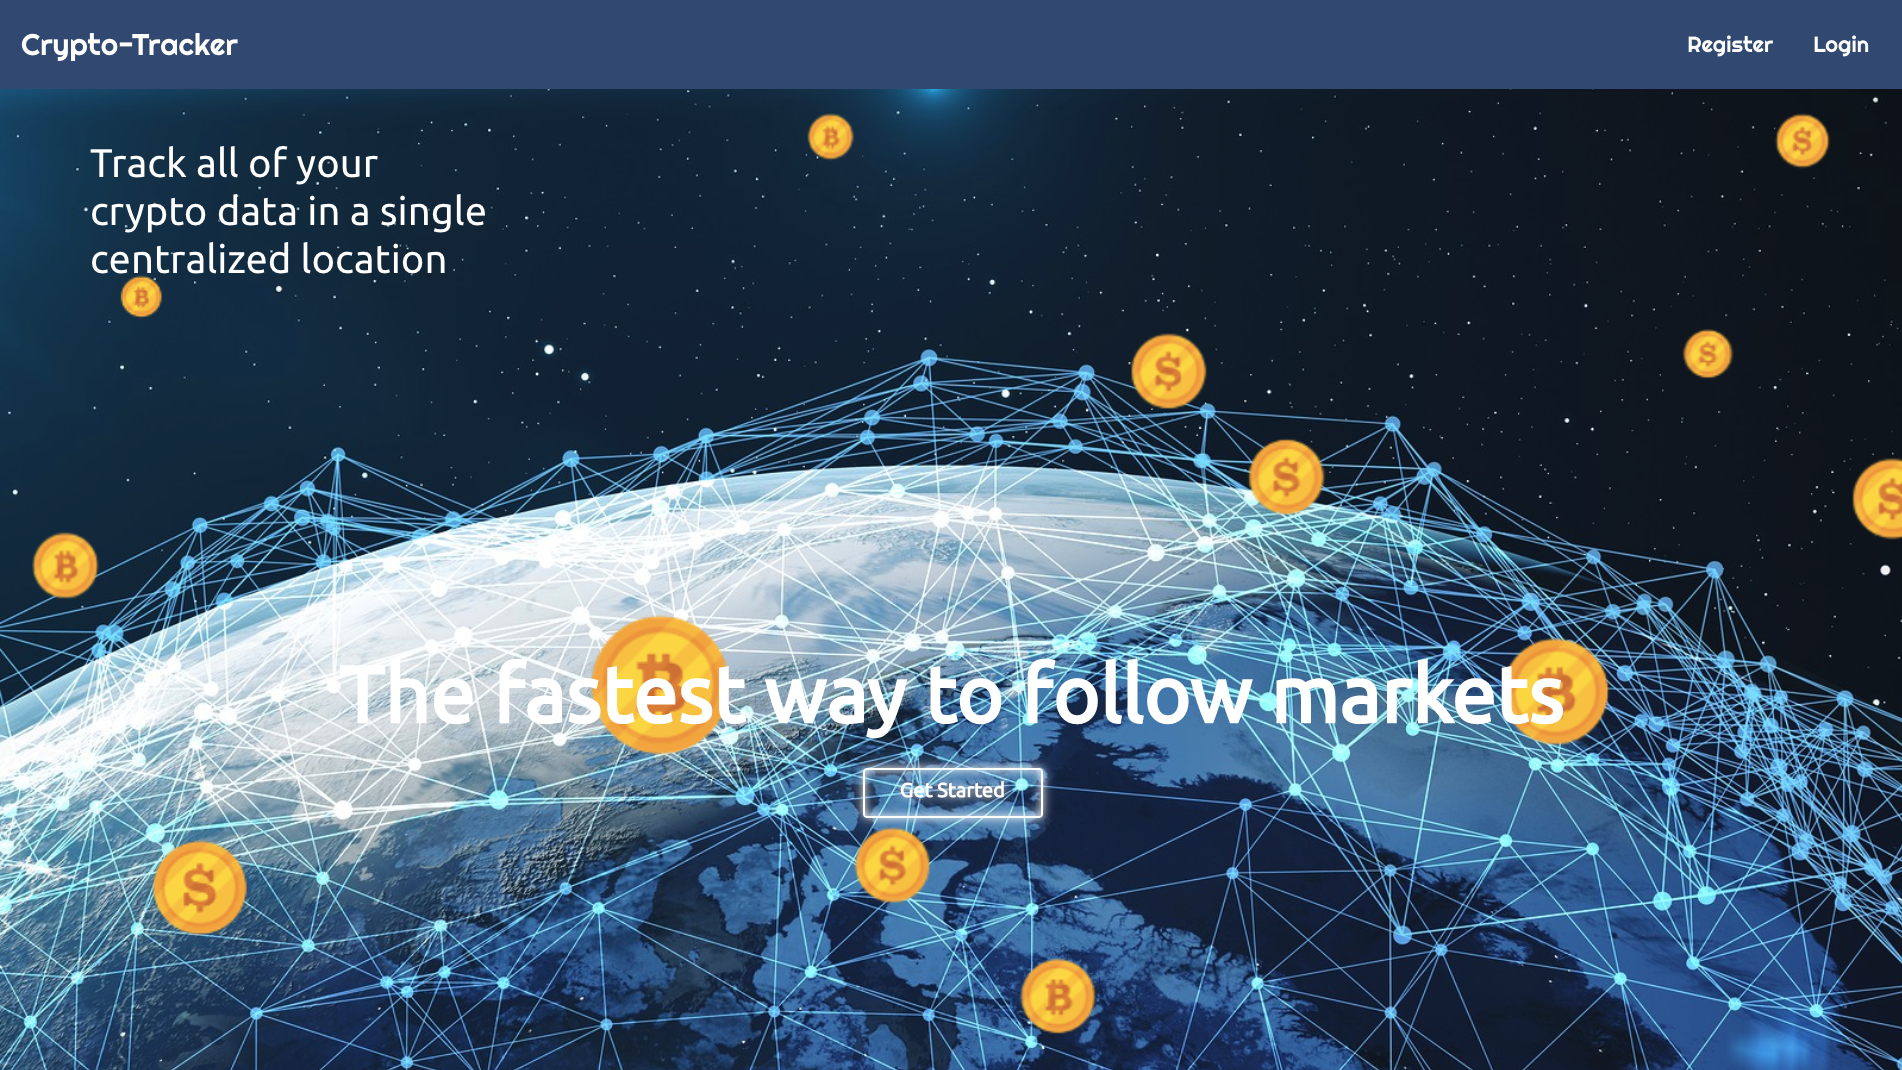 Crypto-Tracker
Register
Login
Track all of your
crypto data in a single
centralized location
The fastest way to follow markets
Get Started